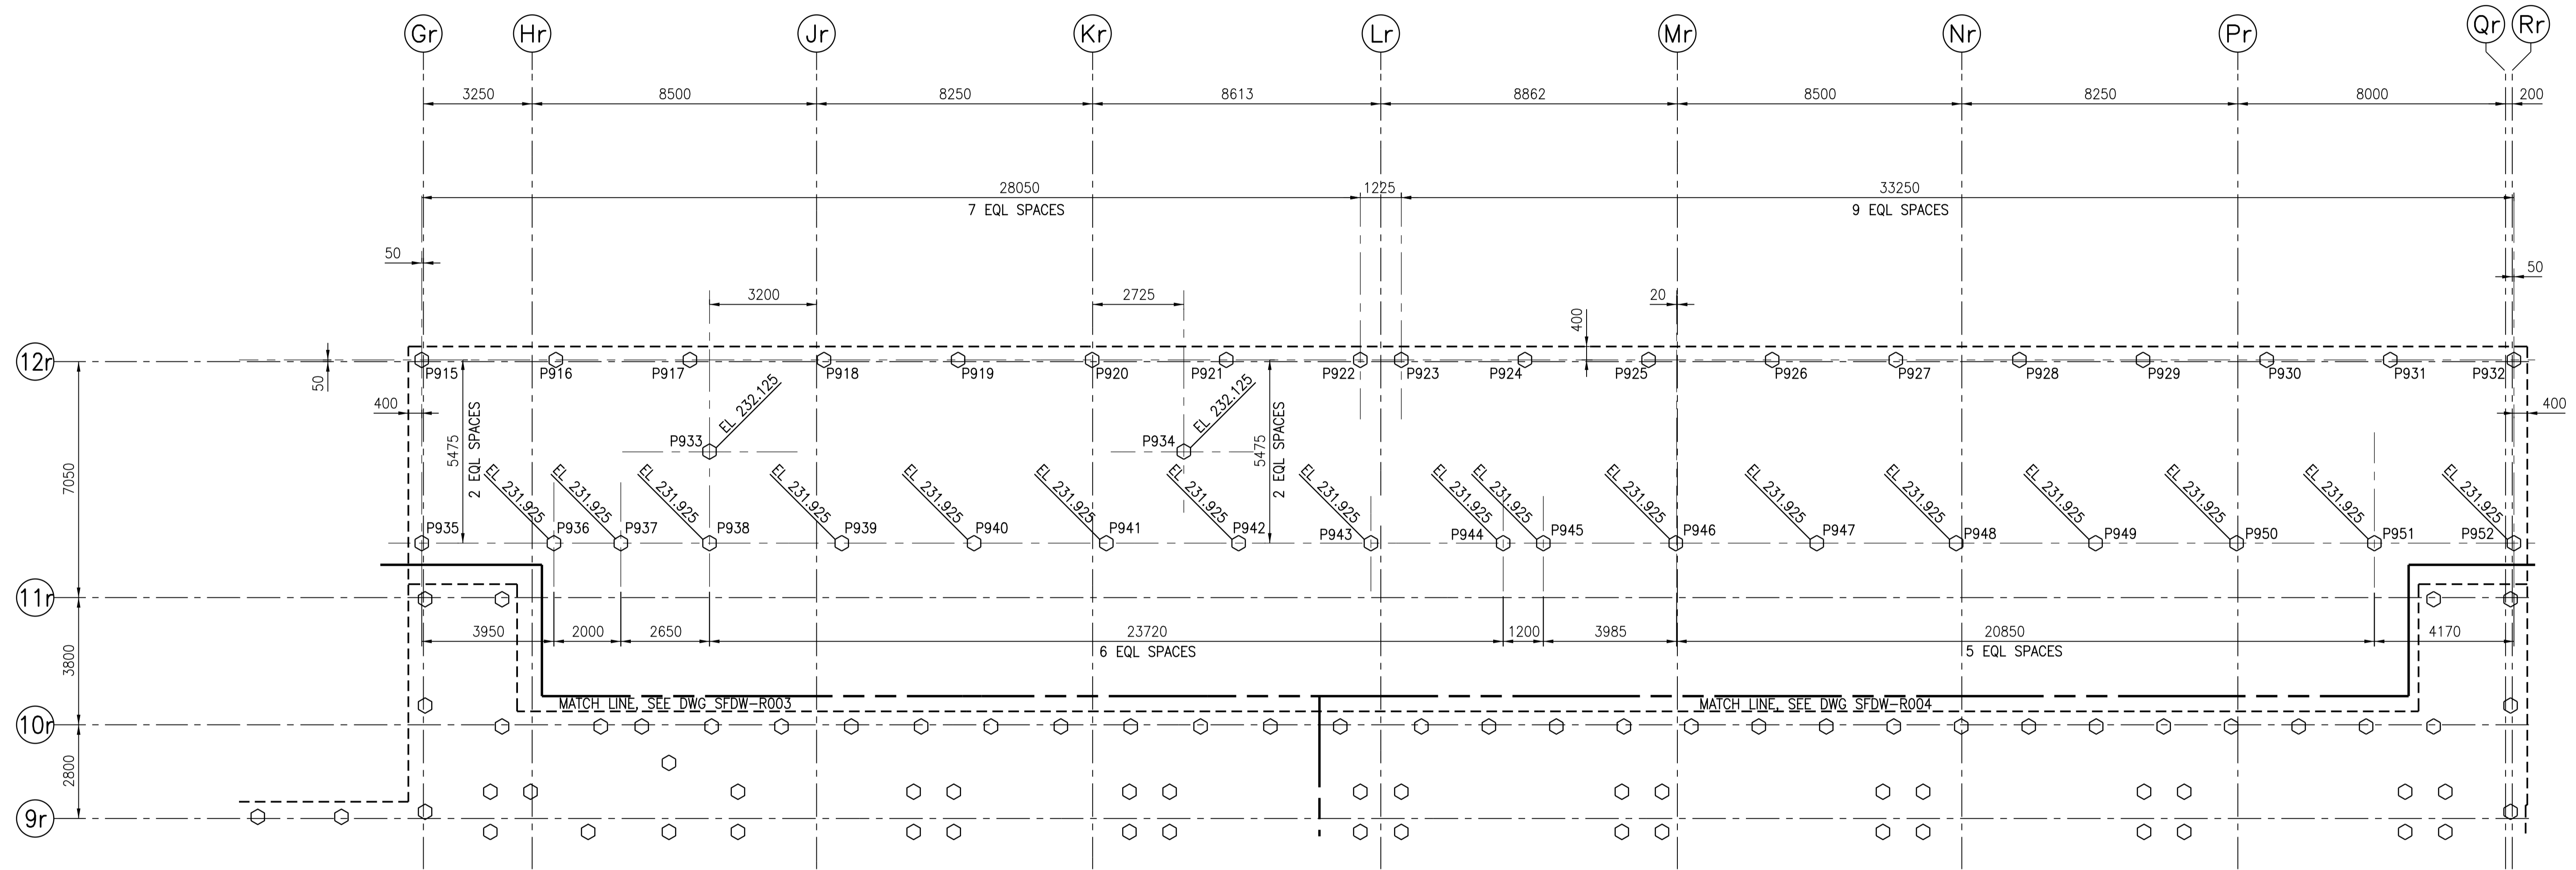 Gr Hr Jr Kr Lr Mr Nr Pr Qr Rr
3250 8500 8250 8613 8862 8500 8250 8000 200
28050 1225 33250
7 EQL SPACES 9 EQL SPACES
50 50
3200 2725 20 400
12r
50
P915 P916 P917 P918 P919 P920 P921 P922 P923 P924 P925 P926 P927 P928 P929 P930 P931 P932
400 400
EL 232.125 EL 232.125
P933 P934
5475 5475
2 EQL SPACES 2 EQL SPACES
7050
EL 231.925 EL 231.925 EL 231.925 EL 231.925 EL 231.925 EL 231.925 EL 231.925 EL 231.925 EL 231.925 EL 231.925 EL 231.925 EL 231.925 EL 231.925 EL 231.925 EL 231.925 EL 231.925 EL 231.925
P935 P936 P937 P938 P939 P940 P941 P942 P943 P944 P945 P946 P947 P948 P949 P950 P951 P952
11r
3950 2000 2650 23720 1200 3985 20850 4170
6 EQL SPACES 5 EQL SPACES
3800
MATCH LINE, SEE DWG SFDW-R003 MATCH LINE, SEE DWG SFDW-R004
10r
2800
9r